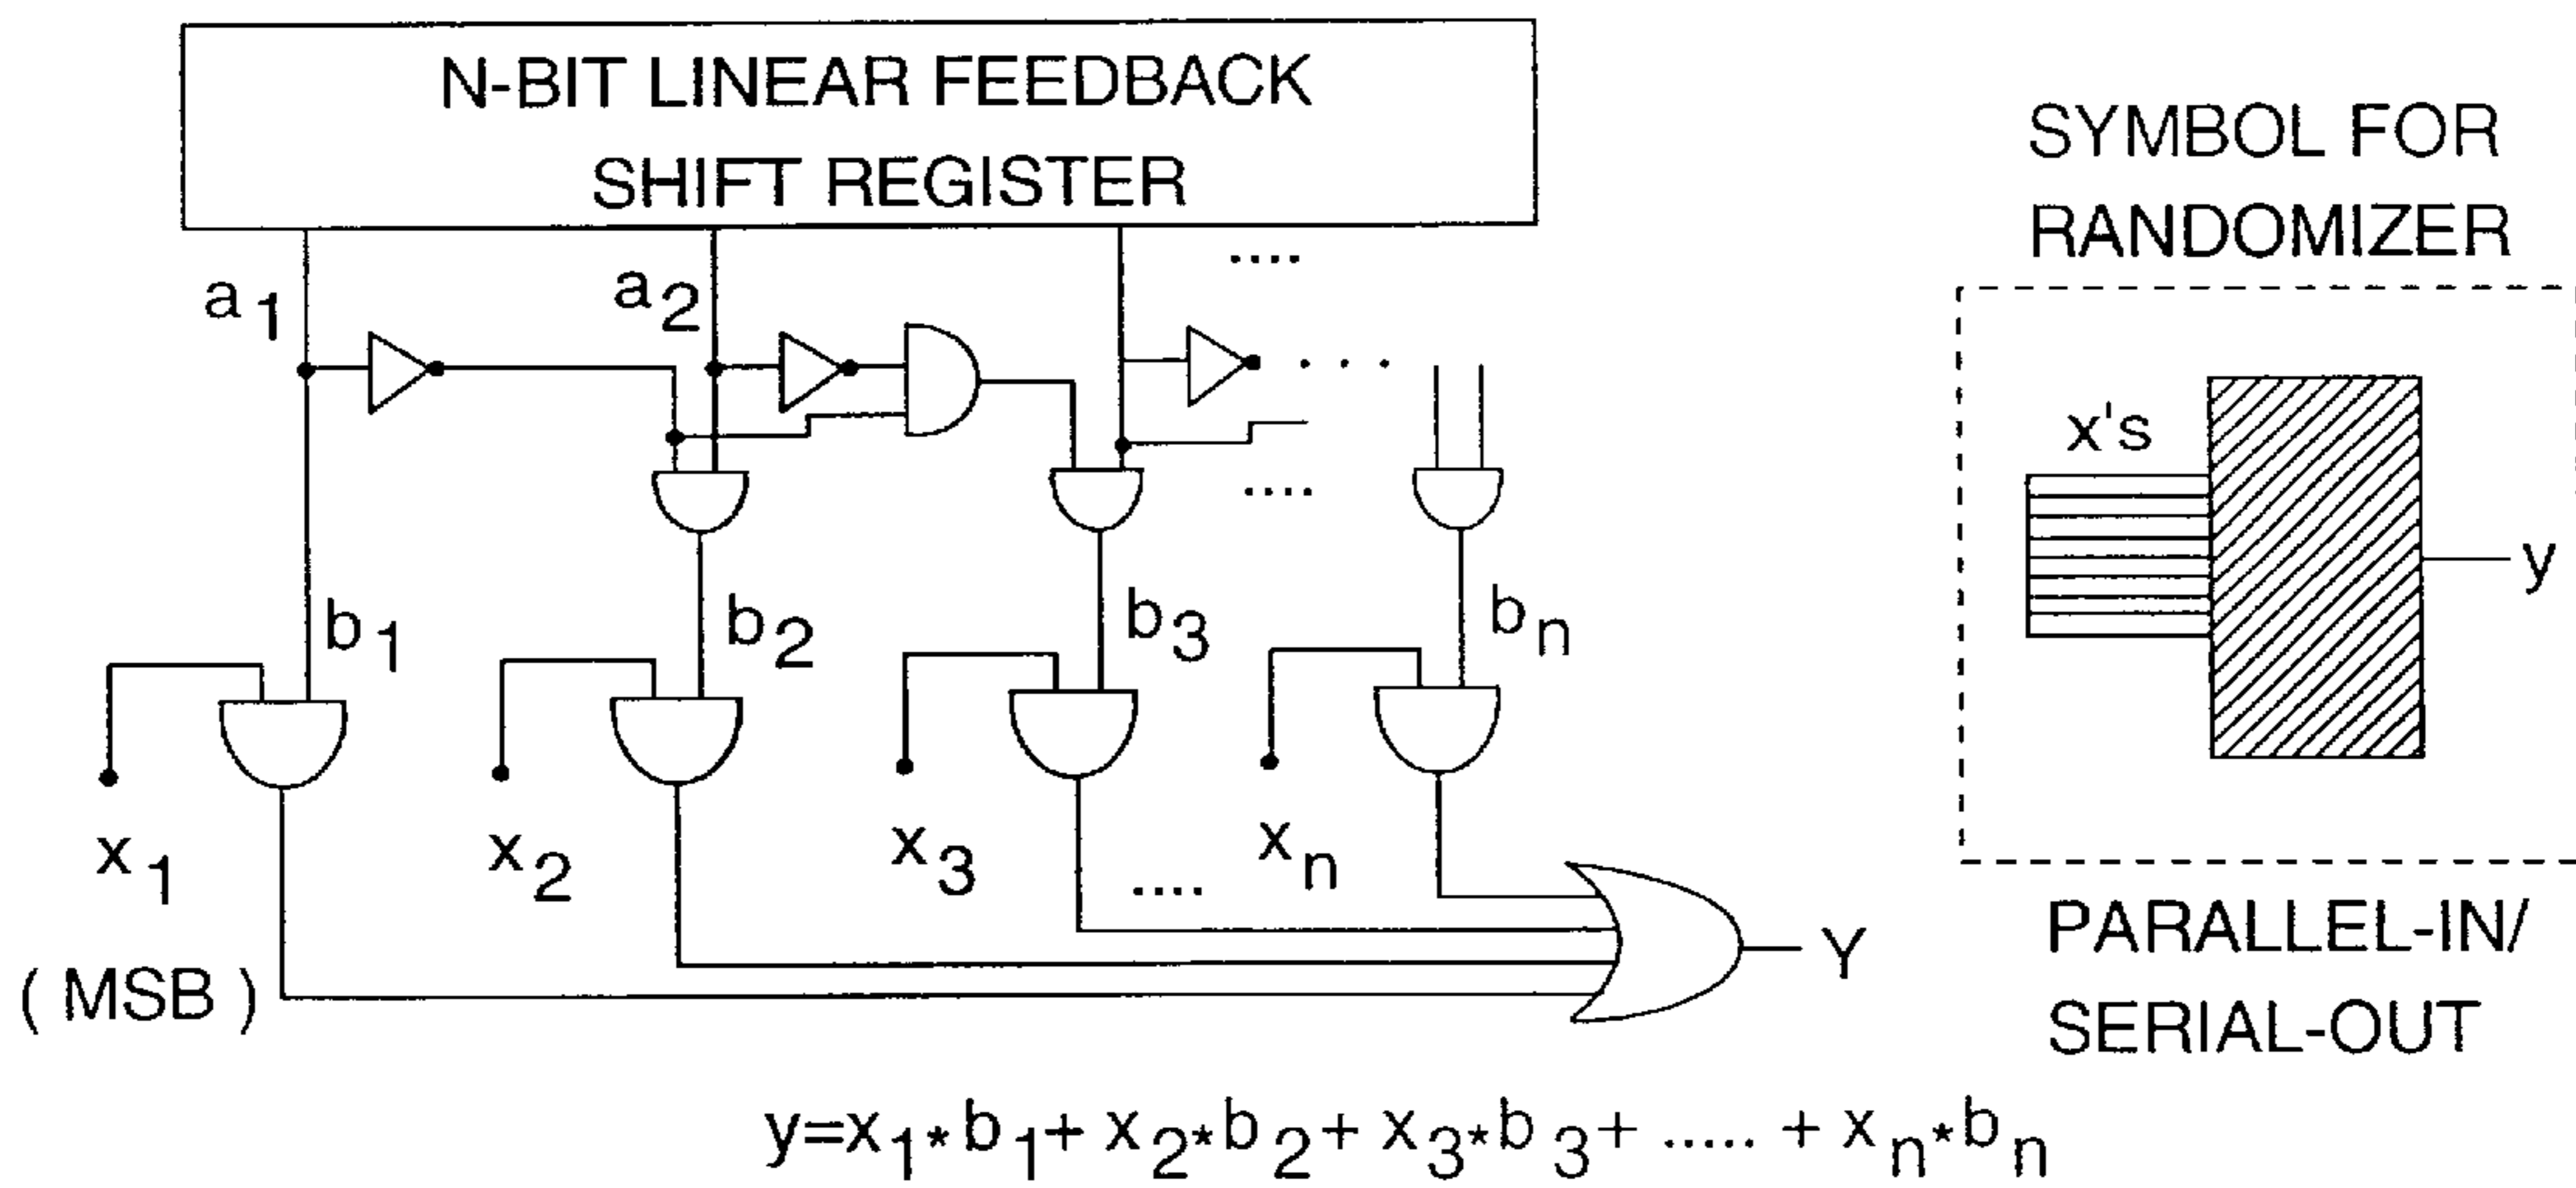 N-BIT LINEAR FEEDBACK
SHIFT REGISTER
SYMBOL FOR
RANDOMIZER
....
a1
a2
. . .
x's
....
y
b1
b2
b3
bn
x1
x2
x3
xn
....
(MSB)
Y
PARALLEL-IN/
SERIAL-OUT
y=x1*b1+ x2*b2+ x3*b3+ ..... + xn*bn